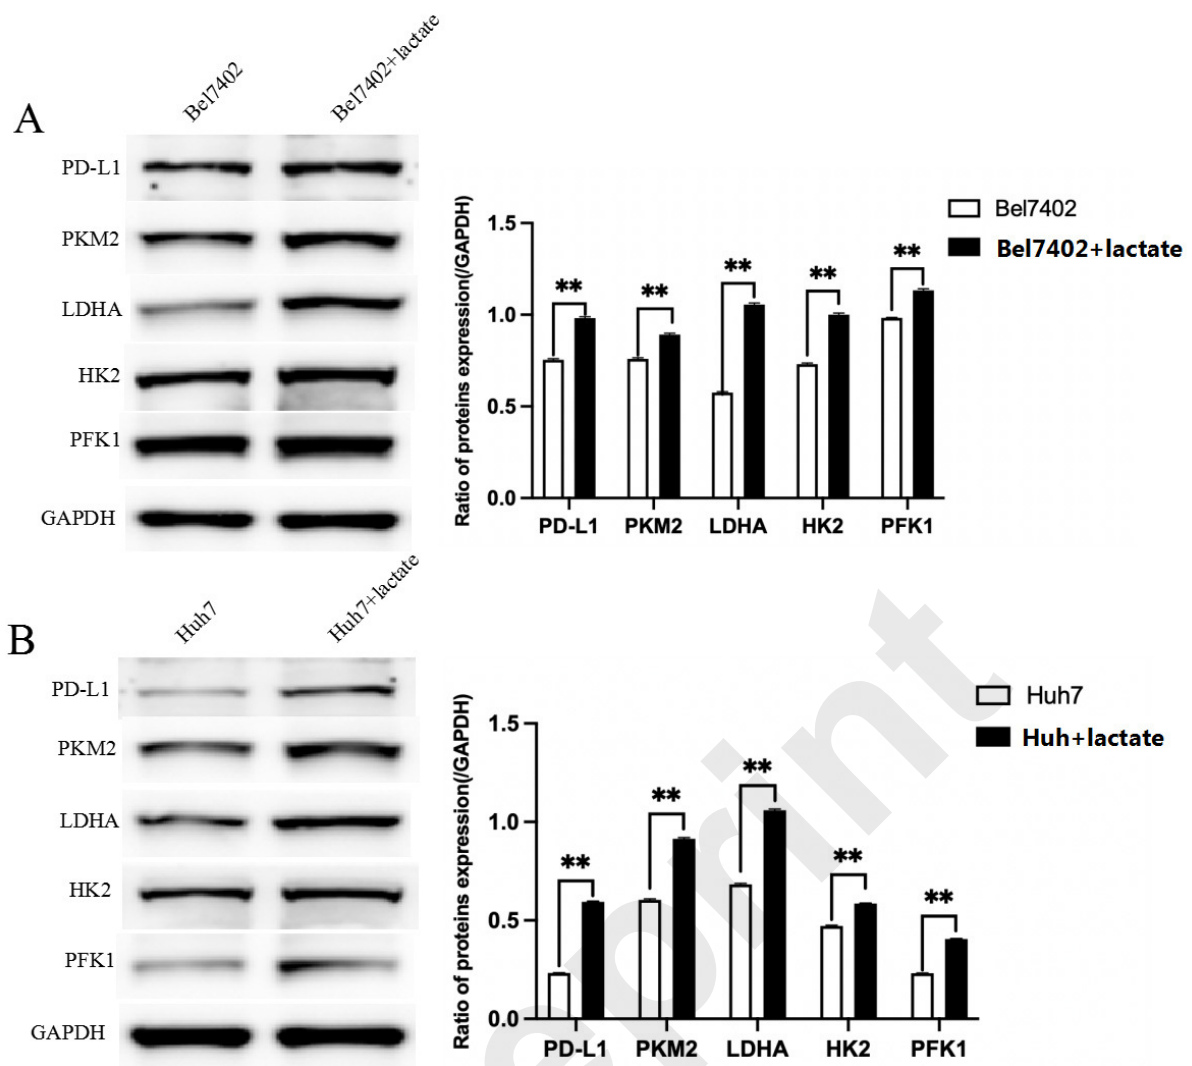 Bel7402
Bel7402+lactate
A
PD-L1
PKM2
LDHA
HK2
PFK1
GAPDH
Ratio of proteins expression(/GAPDH)
1.5
1.0
0.5
0.0
** ** ** ** **
PD-L1 PKM2 LDHA HK2 PFK1
Bel7402
Bel7402+lactate
Huh7
Huh7+lactate
B
PD-L1
PKM2
LDHA
HK2
PFK1
GAPDH
Ratio of proteins expression(/GAPDH)
1.5
1.0
0.5
0.0
** ** ** ** **
PD-L1 PKM2 LDHA HK2 PFK1
Huh7
Huh+lactate
eprint